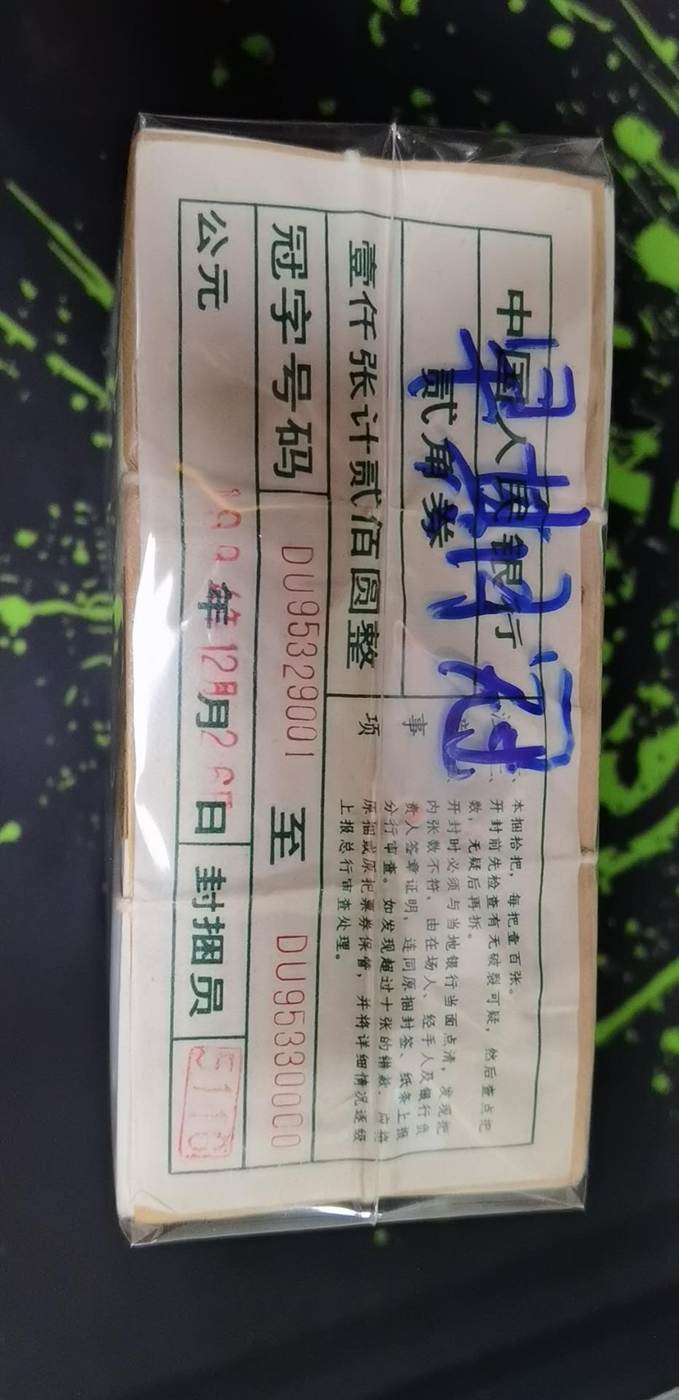 中国人民银行
贰角券
壹仟张计贰佰圆整
冠字号码 DU95329001 至 DU95330000
公元 年12月2 日 封捆员 5116
事
项
本捆拾把，每把壹百张。
开封前先检查有无破裂可疑，然后查点把
数，无疑后再拆。
开封时必须与当地银行当面点清，发现把
内张数不符，由在场人、经手人及银行负
责人签章证明，连同原捆封签、纸条上报
分行审查。如发现超过十张的错款，应将
原捆或原把票券保管，并将详细情况逐级
上报总行审查处理。